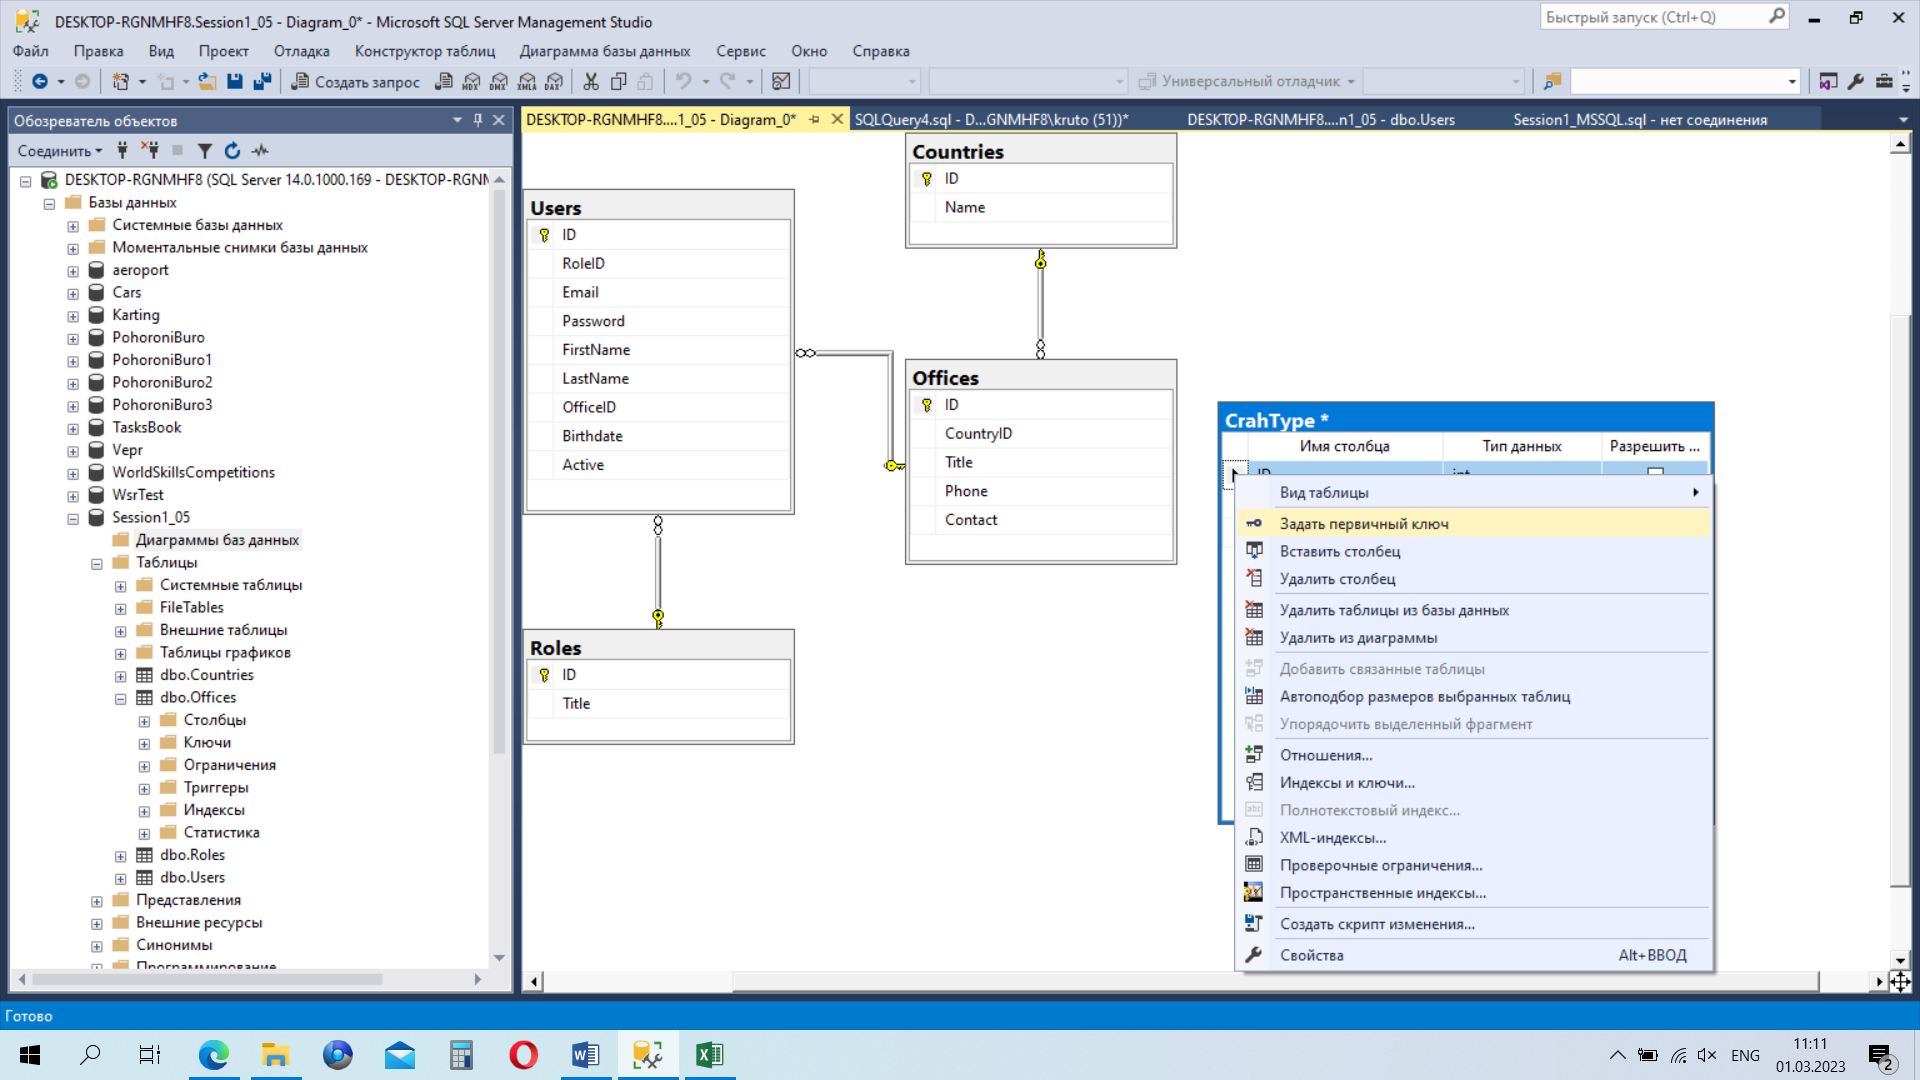 DESKTOP-RGNMHF8.Session1_05 - Diagram_0* - Microsoft SQL Server Management Studio
Быстрый запуск (Ctrl+Q)
Файл Правка Вид Проект Отладка Конструктор таблиц Диаграмма базы данных Сервис Окно Справка
Создать запрос
MDX DMX XMLA DAX
Универсальный отладчик
Обозреватель объектов
DESKTOP-RGNMHF8....1_05 - Diagram_0*
SQLQuery4.sql - D...GNMHF8\kruto (51))*
DESKTOP-RGNMHF8....n1_05 - dbo.Users
Session1_MSSQL.sql - нет соединения
Соединить
DESKTOP-RGNMHF8 (SQL Server 14.0.1000.169 - DESKTOP-RGNM
Базы данных
Системные базы данных
Моментальные снимки базы данных
aeroport
Cars
Karting
PohoroniBuro
PohoroniBuro1
PohoroniBuro2
PohoroniBuro3
TasksBook
Vepr
WorldSkillsCompetitions
WsrTest
Session1_05
Диаграммы баз данных
Таблицы
Системные таблицы
FileTables
Внешние таблицы
Таблицы графиков
dbo.Countries
dbo.Offices
Столбцы
Ключи
Ограничения
Триггеры
Индексы
Статистика
dbo.Roles
dbo.Users
Представления
Внешние ресурсы
Синонимы
Программирование
Users
ID
RoleID
Email
Password
FirstName
LastName
OfficeID
Birthdate
Active
Roles
ID
Title
Countries
ID
Name
Offices
ID
CountryID
Title
Phone
Contact
CrahType *
Имя столбца Тип данных Разрешить ...
ID int
Вид таблицы
Задать первичный ключ
Вставить столбец
Удалить столбец
Удалить таблицы из базы данных
Удалить из диаграммы
Добавить связанные таблицы
Автоподбор размеров выбранных таблиц
Упорядочить выделенный фрагмент
Отношения...
Индексы и ключи...
Полнотекстовый индекс...
XML-индексы...
Проверочные ограничения...
Пространственные индексы...
Создать скрипт изменения...
Свойства Alt+ВВОД
Готово
ENG
11:11
01.03.2023
2